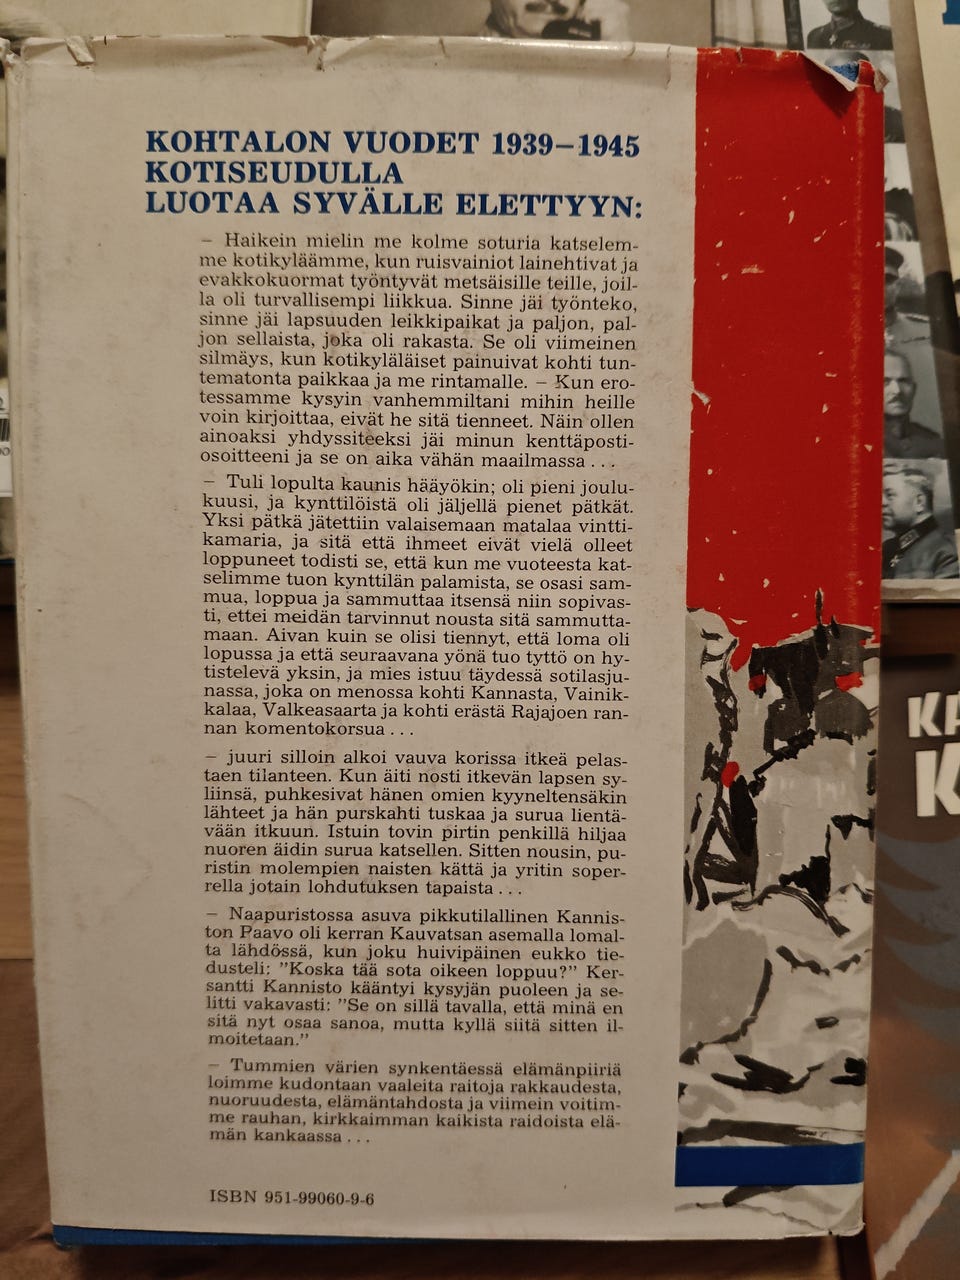 KOHTALON VUODET 1939–1945
KOTISEUDULLA
LUOTAA SYVÄLLE ELETTYYN:
– Haikein mielin me kolme soturia katselem-
me kotikyläämme, kun ruisvainiot lainehtivat ja
evakkokuormat työntyvät metsäisille teille, joil-
la oli turvallisempi liikkua. Sinne jäi työnteko,
sinne jäi lapsuuden leikkipaikat ja paljon, pal-
jon sellaista, joka oli rakasta. Se oli viimeinen
silmäys, kun kotikyläläiset painuivat kohti tun-
tematonta paikkaa ja me rintamalle. – Kun ero-
tessamme kysyin vanhemmiltani mihin heille
voin kirjoittaa, eivät he sitä tienneet. Näin ollen
ainoaksi yhdyssiteeksi jäi minun kenttäposti-
osoitteeni ja se on aika vähän maailmassa . . .
– Tuli lopulta kaunis hääyökin; oli pieni joulu-
kuusi, ja kynttilöistä oli jäljellä pienet pätkät.
Yksi pätkä jätettiin valaisemaan matalaa vintti-
kamaria, ja sitä että ihmeet eivät vielä olleet
loppuneet todisti se, että kun me vuoteesta kat-
selimme tuon kynttilän palamista, se osasi sam-
mua, loppua ja sammuttaa itsensä niin sopivas-
ti, ettei meidän tarvinnut nousta sitä sammutta-
maan. Aivan kuin se olisi tiennyt, että loma oli
lopussa ja että seuraavana yönä tuo tyttö on hy-
tistelevä yksin, ja mies istuu täydessä sotilasju-
nassa, joka on menossa kohti Kannasta, Vainik-
kalaa, Valkeasaarta ja kohti erästä Rajajoen ran-
nan komentokorsua . . .
– juuri silloin alkoi vauva korissa itkeä pelas-
taen tilanteen. Kun äiti nosti itkevän lapsen sy-
liinsä, puhkesivat hänen omien kyyneltensäkin
lähteet ja hän purskahti tuskaa ja surua lientä-
vään itkuun. Istuin tovin pirtin penkillä hiljaa
nuoren äidin surua katsellen. Sitten nousin, pu-
ristin molempien naisten kättä ja yritin soper-
rella jotain lohdutuksen tapaista . . .
– Naapuristossa asuva pikkutilallinen Kannis-
ton Paavo oli kerran Kauvatsan asemalla lomal-
ta lähdössä, kun joku huivipäinen eukko tie-
dusteli: "Koska tää sota oikeen loppuu?" Ker-
santti Kannisto kääntyi kysyjän puoleen ja se-
litti vakavasti: "Se on sillä tavalla, että minä en
sitä nyt osaa sanoa, mutta kyllä siitä sitten il-
moitetaan."
– Tummien värien synkentäessä elämänpiiriä
loimme kudontaan vaaleita raitoja rakkaudesta,
nuoruudesta, elämäntahdosta ja viimein voitim-
me rauhan, kirkkaimman kaikista raidoista elä-
män kankaassa . . .
ISBN 951-99060-9-6